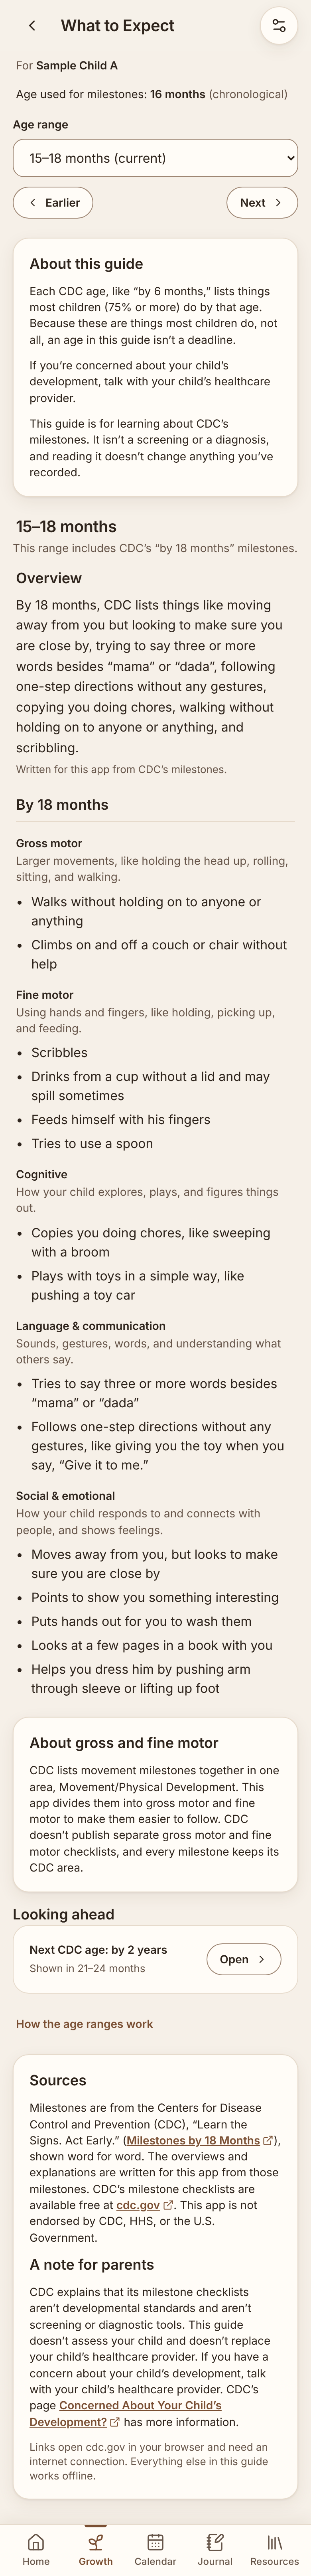 What to Expect
For Sample Child A
Age used for milestones: 16 months (chronological)
Age range
15–18 months (current)
Earlier
Next
About this guide
Each CDC age, like “by 6 months,” lists things
most children (75% or more) do by that age.
Because these are things most children do, not
all, an age in this guide isn’t a deadline.
If you’re concerned about your child’s
development, talk with your child’s healthcare
provider.
This guide is for learning about CDC’s
milestones. It isn’t a screening or a diagnosis,
and reading it doesn’t change anything you’ve
recorded.
15–18 months
This range includes CDC’s “by 18 months” milestones.
Overview
By 18 months, CDC lists things like moving
away from you but looking to make sure you
are close by, trying to say three or more
words besides “mama” or “dada”, following
one-step directions without any gestures,
copying you doing chores, walking without
holding on to anyone or anything, and
scribbling.
Written for this app from CDC’s milestones.
By 18 months
Gross motor
Larger movements, like holding the head up, rolling,
sitting, and walking.
• Walks without holding on to anyone or
anything
• Climbs on and off a couch or chair without
help
Fine motor
Using hands and fingers, like holding, picking up,
and feeding.
• Scribbles
• Drinks from a cup without a lid and may
spill sometimes
• Feeds himself with his fingers
• Tries to use a spoon
Cognitive
How your child explores, plays, and figures things
out.
• Copies you doing chores, like sweeping
with a broom
• Plays with toys in a simple way, like
pushing a toy car
Language & communication
Sounds, gestures, words, and understanding what
others say.
• Tries to say three or more words besides
“mama” or “dada”
• Follows one-step directions without any
gestures, like giving you the toy when you
say, “Give it to me.”
Social & emotional
How your child responds to and connects with
people, and shows feelings.
• Moves away from you, but looks to make
sure you are close by
• Points to show you something interesting
• Puts hands out for you to wash them
• Looks at a few pages in a book with you
• Helps you dress him by pushing arm
through sleeve or lifting up foot
About gross and fine motor
CDC lists movement milestones together in one
area, Movement/Physical Development. This
app divides them into gross motor and fine
motor to make them easier to follow. CDC
doesn’t publish separate gross motor and fine
motor checklists, and every milestone keeps its
CDC area.
Looking ahead
Next CDC age: by 2 years
Shown in 21–24 months
Open
How the age ranges work
Sources
Milestones are from the Centers for Disease
Control and Prevention (CDC), “Learn the
Signs. Act Early.” (Milestones by 18 Months),
shown word for word. The overviews and
explanations are written for this app from those
milestones. CDC’s milestone checklists are
available free at cdc.gov. This app is not
endorsed by CDC, HHS, or the U.S.
Government.
A note for parents
CDC explains that its milestone checklists
aren’t developmental standards and aren’t
screening or diagnostic tools. This guide
doesn’t assess your child and doesn’t replace
your child’s healthcare provider. If you have a
concern about your child’s development, talk
with your child’s healthcare provider. CDC’s
page Concerned About Your Child’s
Development? has more information.
Links open cdc.gov in your browser and need an
internet connection. Everything else in this guide
works offline.
Home
Growth
Calendar
Journal
Resources